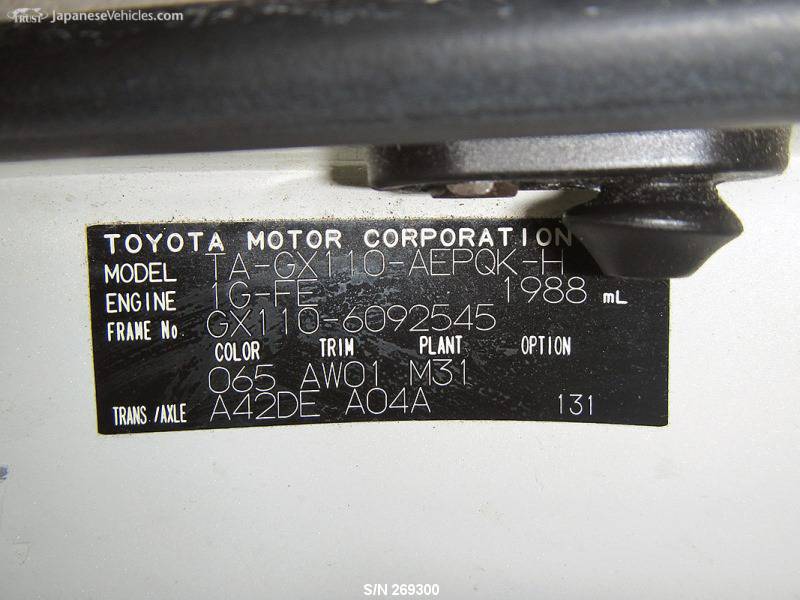 TRUST JapaneseVehicles.com
TOYOTA MOTOR CORPORATION
MODEL TA-GX110-AEPQK-H
ENGINE 1G-FE 1988 mL
FRAME No. GX110-6092545
COLOR TRIM PLANT OPTION
065 AW01 M31
TRANS./AXLE A42DE A04A 131
S/N 269300